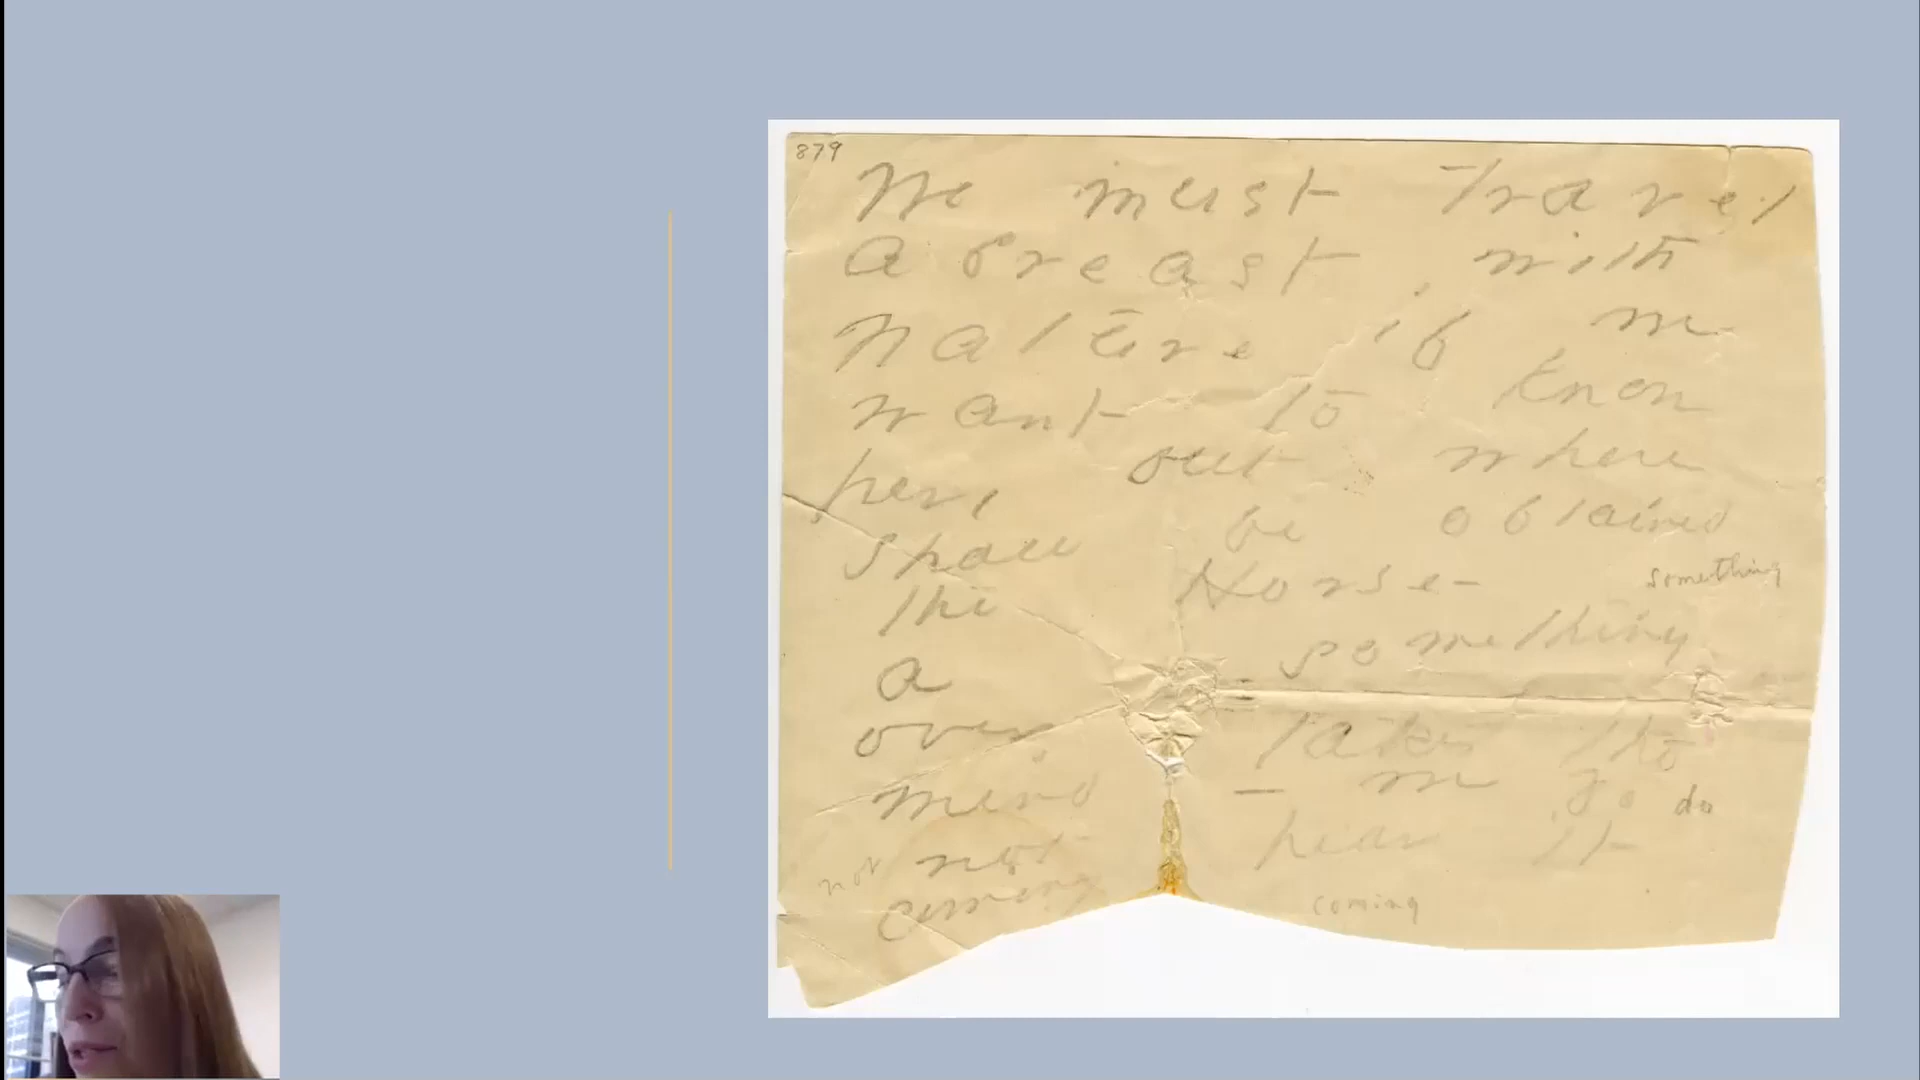 879
We must travel
abreast with
Nature if we
want to know
her, but where
shall be obtained
the Horse-
something
a something
over takes the
mind - we do
go
not hear it
not
coming
coming